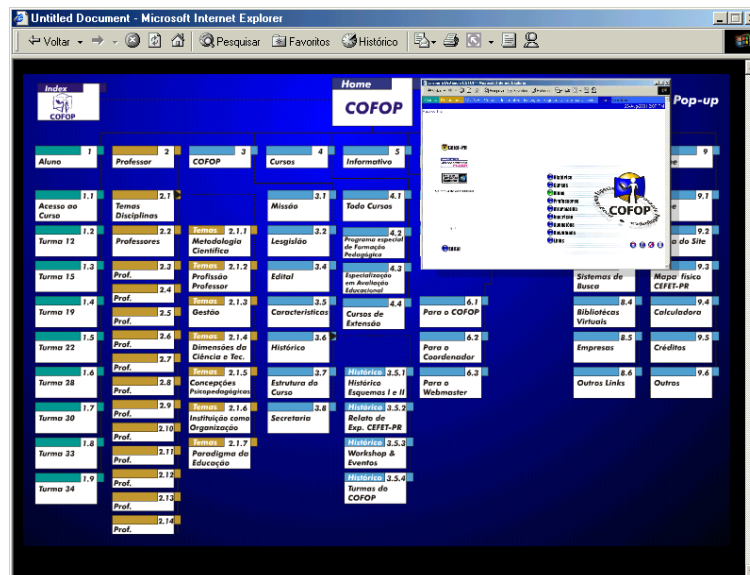 Untitled Document - Microsoft Internet Explorer
Voltar
Pesquisar
Favoritos
Histórico
Index
COFOP
Home
COFOP
Pop-up
1
Aluno
2
Professor
3
COFOP
4
Cursos
5
Informativo
9
1.1
Acesso ao
Curso
1.2
Turma 12
1.3
Turma 15
1.4
Turma 19
1.5
Turma 22
1.6
Turma 28
1.7
Turma 30
1.8
Turma 33
1.9
Turma 34
2.1
Temas
Disciplinas
2.2
Professores
2.3
Prof.
2.4
Prof.
2.5
Prof.
2.6
Prof.
2.7
Prof.
2.8
Prof.
2.9
Prof.
2.10
Prof.
2.11
Prof.
2.12
Prof.
2.13
Prof.
2.14
Prof.
Temas 2.1.1
Metodologia
Científica
Temas 2.1.2
Profissão
Professor
Temas 2.1.3
Gestão
Temas 2.1.4
Dimensões da
Ciência e Tec.
Temas 2.1.5
Concepções
Psicopedagógicas
Temas 2.1.6
Instituição como
Organização
Temas 2.1.7
Paradigma da
Educação
3.1
Missão
3.2
Lesgislão
3.4
Edital
3.5
Caracteristicas
3.6
Histórico
3.7
Estrutura do
Curso
3.8
Secretaria
4.1
Todo Cursos
4.2
Programa especial
de Formação
Pedagógica
4.3
Especialização
em Avaliação
Educacional
4.4
Cursos de
Extensão
Histórico 3.5.1
Histórico
Esquemas I e II
Histórico 3.5.2
Relato de
Exp. CEFET-PR
Histórico 3.5.3
Workshop &
Eventos
Histórico 3.5.4
Turmas do
COFOP
6.1
Para o COFOP
6.2
Para o
Coordenador
6.3
Para o
Webmaster
Sistemas de
Busca
8.4
Bibliotécas
Virtuais
8.5
Empresas
8.6
Outros Links
9.1
9.2
do Site
9.3
Mapa físico
CEFET-PR
9.4
Calculadora
9.5
Créditos
9.6
Outros
Histórico
Cursos
Professores
Links
COFOP